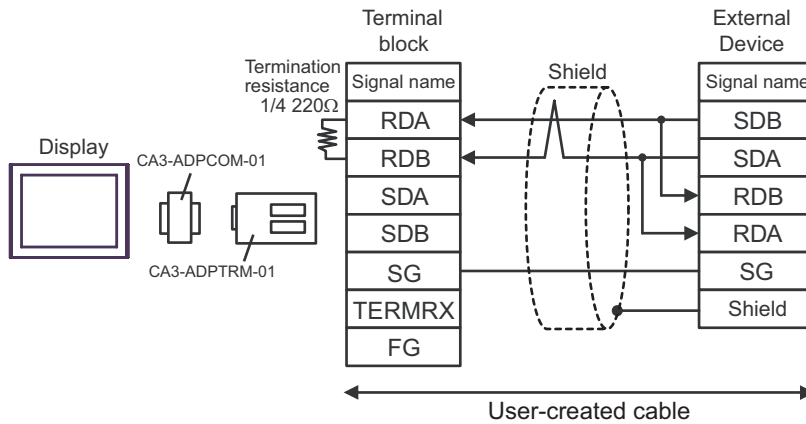 Terminal
block
External
Device
Termination
resistance
1/4 220Ω
Signal name
Shield
Signal name
RDA
SDB
Display
CA3-ADPCOM-01
RDB
SDA
SDA
RDB
SDB
RDA
CA3-ADPTRM-01
SG
SG
TERMRX
Shield
FG
User-created cable